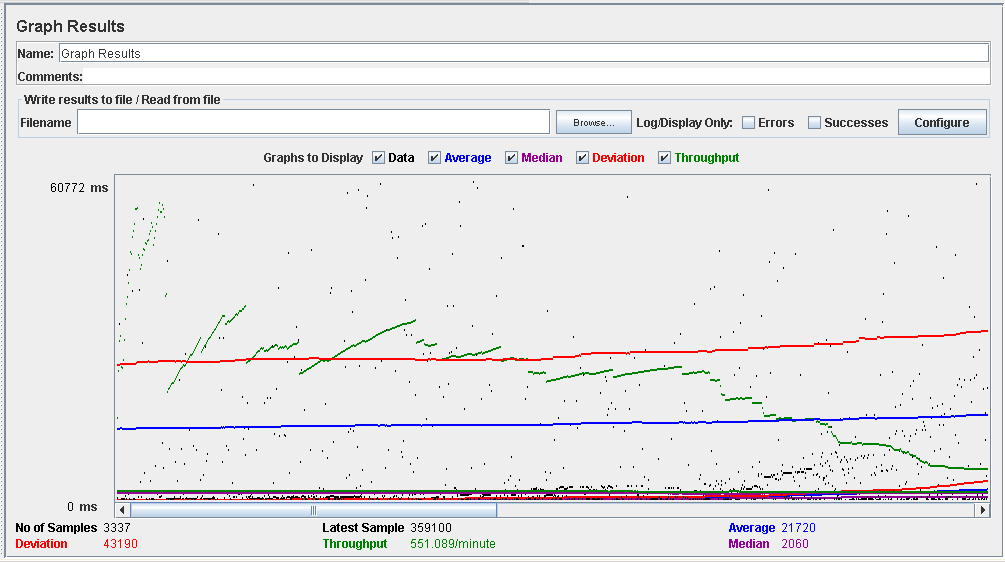 Graph Results
Name: Graph Results
Comments:
Write results to file / Read from file
Filename Browse... Log/Display Only: Errors Successes Configure
Graphs to Display Data Average Median Deviation Throughput
60772 ms
0 ms
No of Samples 3337 Latest Sample 359100 Average 21720
Deviation 43190 Throughput 551.089/minute Median 2060